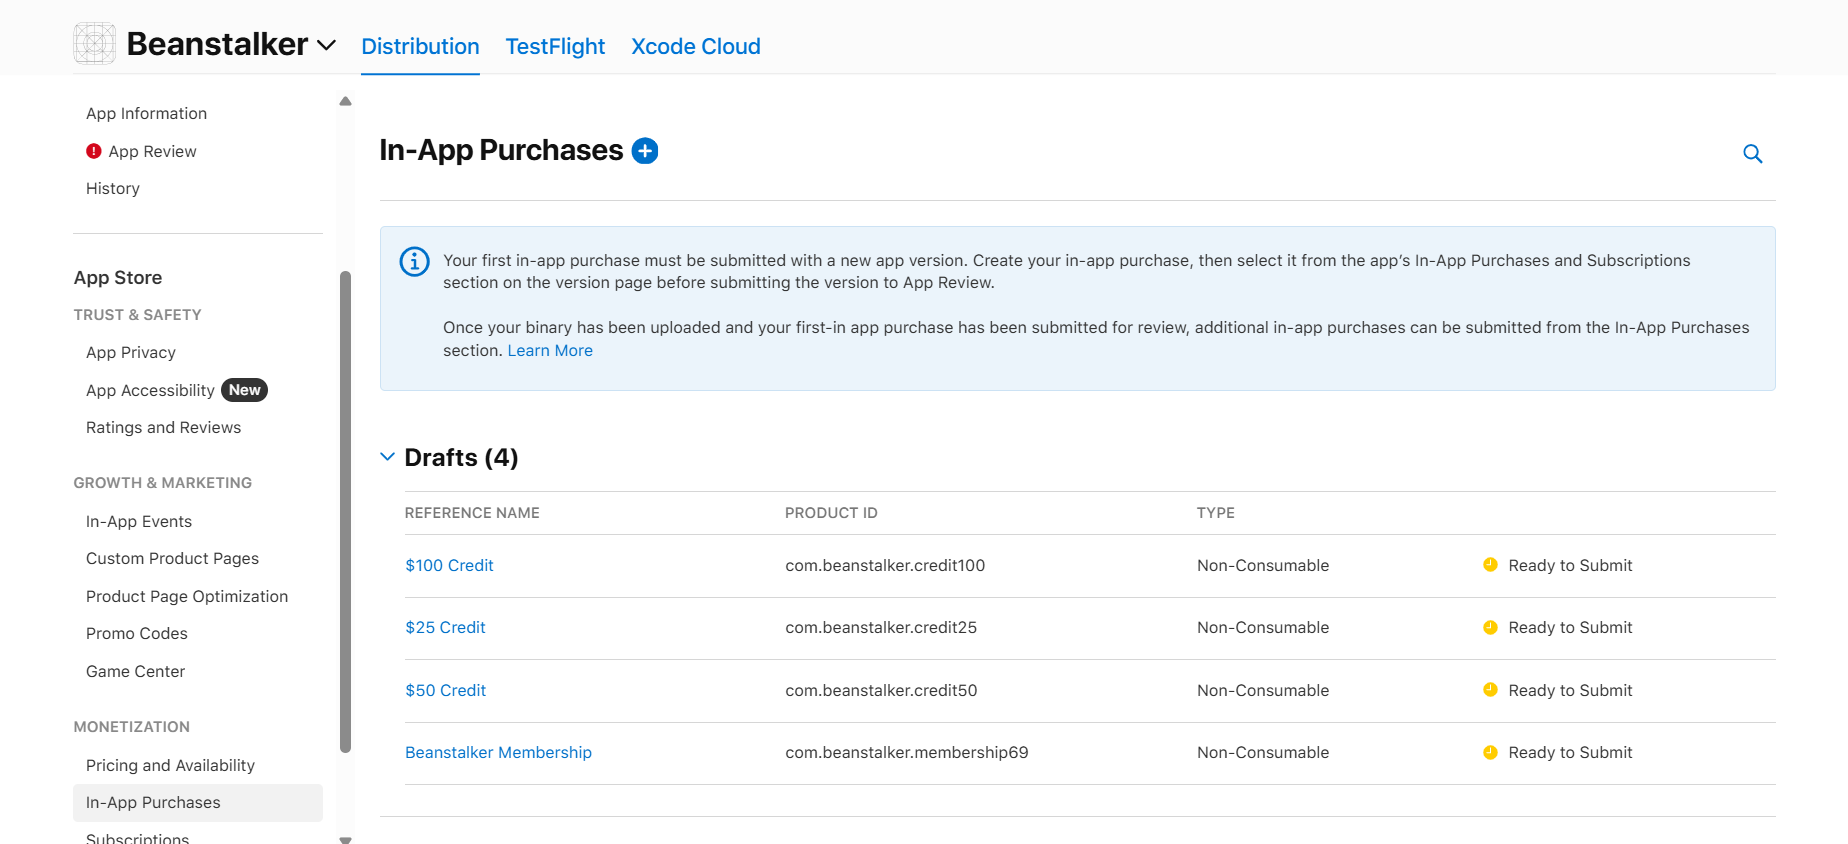 Beanstalker
Distribution
TestFlight
Xcode Cloud
App Information
App Review
History
App Store
TRUST & SAFETY
App Privacy
App Accessibility New
Ratings and Reviews
GROWTH & MARKETING
In-App Events
Custom Product Pages
Product Page Optimization
Promo Codes
Game Center
MONETIZATION
Pricing and Availability
In-App Purchases
Subscriptions
In-App Purchases
Your first in-app purchase must be submitted with a new app version. Create your in-app purchase, then select it from the app’s In-App Purchases and Subscriptions
section on the version page before submitting the version to App Review.
Once your binary has been uploaded and your first-in app purchase has been submitted for review, additional in-app purchases can be submitted from the In-App Purchases
section. Learn More
Drafts (4)
REFERENCE NAME PRODUCT ID TYPE
$100 Credit com.beanstalker.credit100 Non-Consumable Ready to Submit
$25 Credit com.beanstalker.credit25 Non-Consumable Ready to Submit
$50 Credit com.beanstalker.credit50 Non-Consumable Ready to Submit
Beanstalker Membership com.beanstalker.membership69 Non-Consumable Ready to Submit